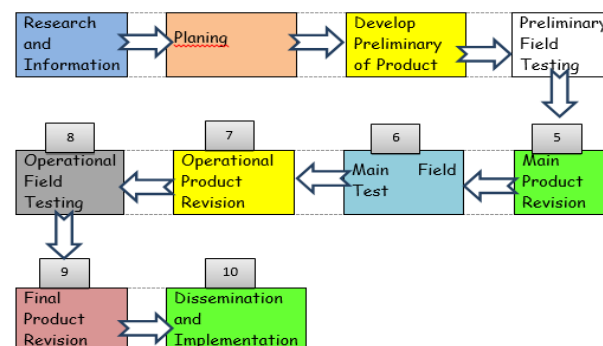 Research
and
Information
Planing
Develop
Preliminary
of Product
Preliminary
Field
Testing
5
Main
Product
Revision
6
Main Field
Test
7
Operational
Product
Revision
8
Operational
Field
Testing
9
Final
Product
Revision
10
Dissemination
and
Implementation